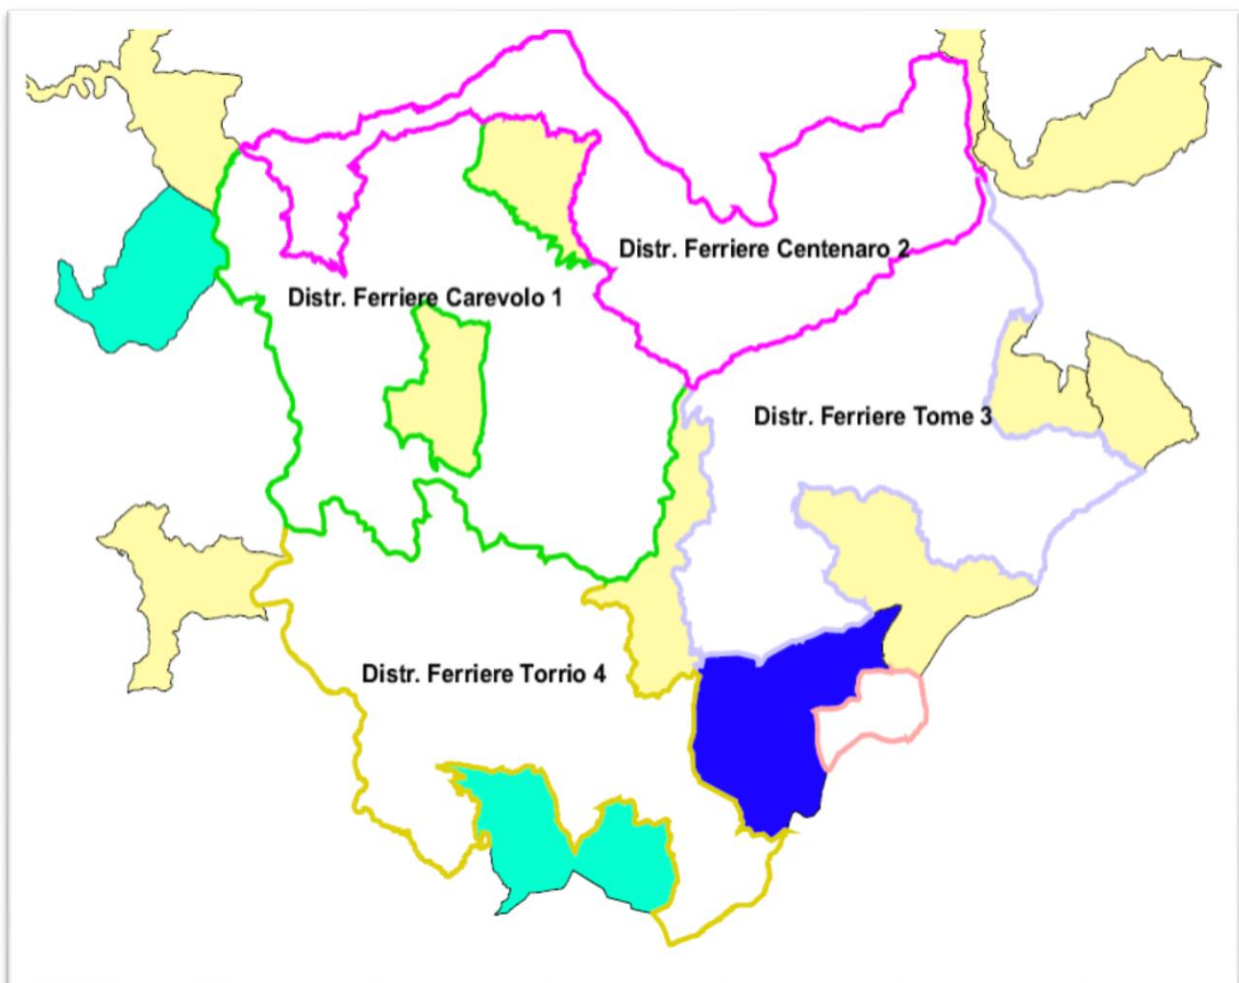 Distr. Ferriere Centenaro 2
Distr. Ferriere Carevolo 1
Distr. Ferriere Tome 3
Distr. Ferriere Torrio 4